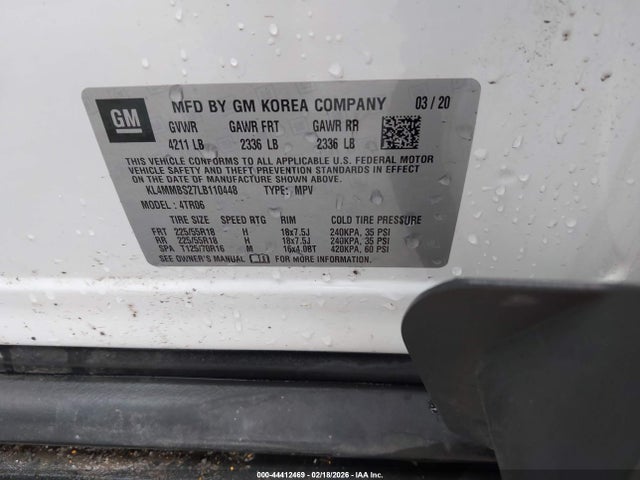 GM MFD BY GM KOREA COMPANY 03 / 20
GVWR GAWR FRT GAWR RR
4211 LB 2336 LB 2336 LB
THIS VEHICLE CONFORMS TO ALL APPLICABLE U.S. FEDERAL MOTOR
VEHICLE SAFETY AND THEFT PREVENTION STANDARDS IN EFFECT
ON THE DATE OF MANUFACTURE SHOWN ABOVE.
KL4MMBS27LB110448 TYPE: MPV
MODEL : 4TR06
TIRE SIZE SPEED RTG RIM COLD TIRE PRESSURE
FRT 225/55R18 H 18x7.5J 240KPA, 35 PSI
RR 225/55R18 H 18x7.5J 240KPA, 35 PSI
SPA T125/70R16 M 16x4.0BT 420KPA, 60 PSI
SEE OWNER'S MANUAL FOR MORE INFORMATION.
000-44412469 - 02/18/2026 - IAA Inc.